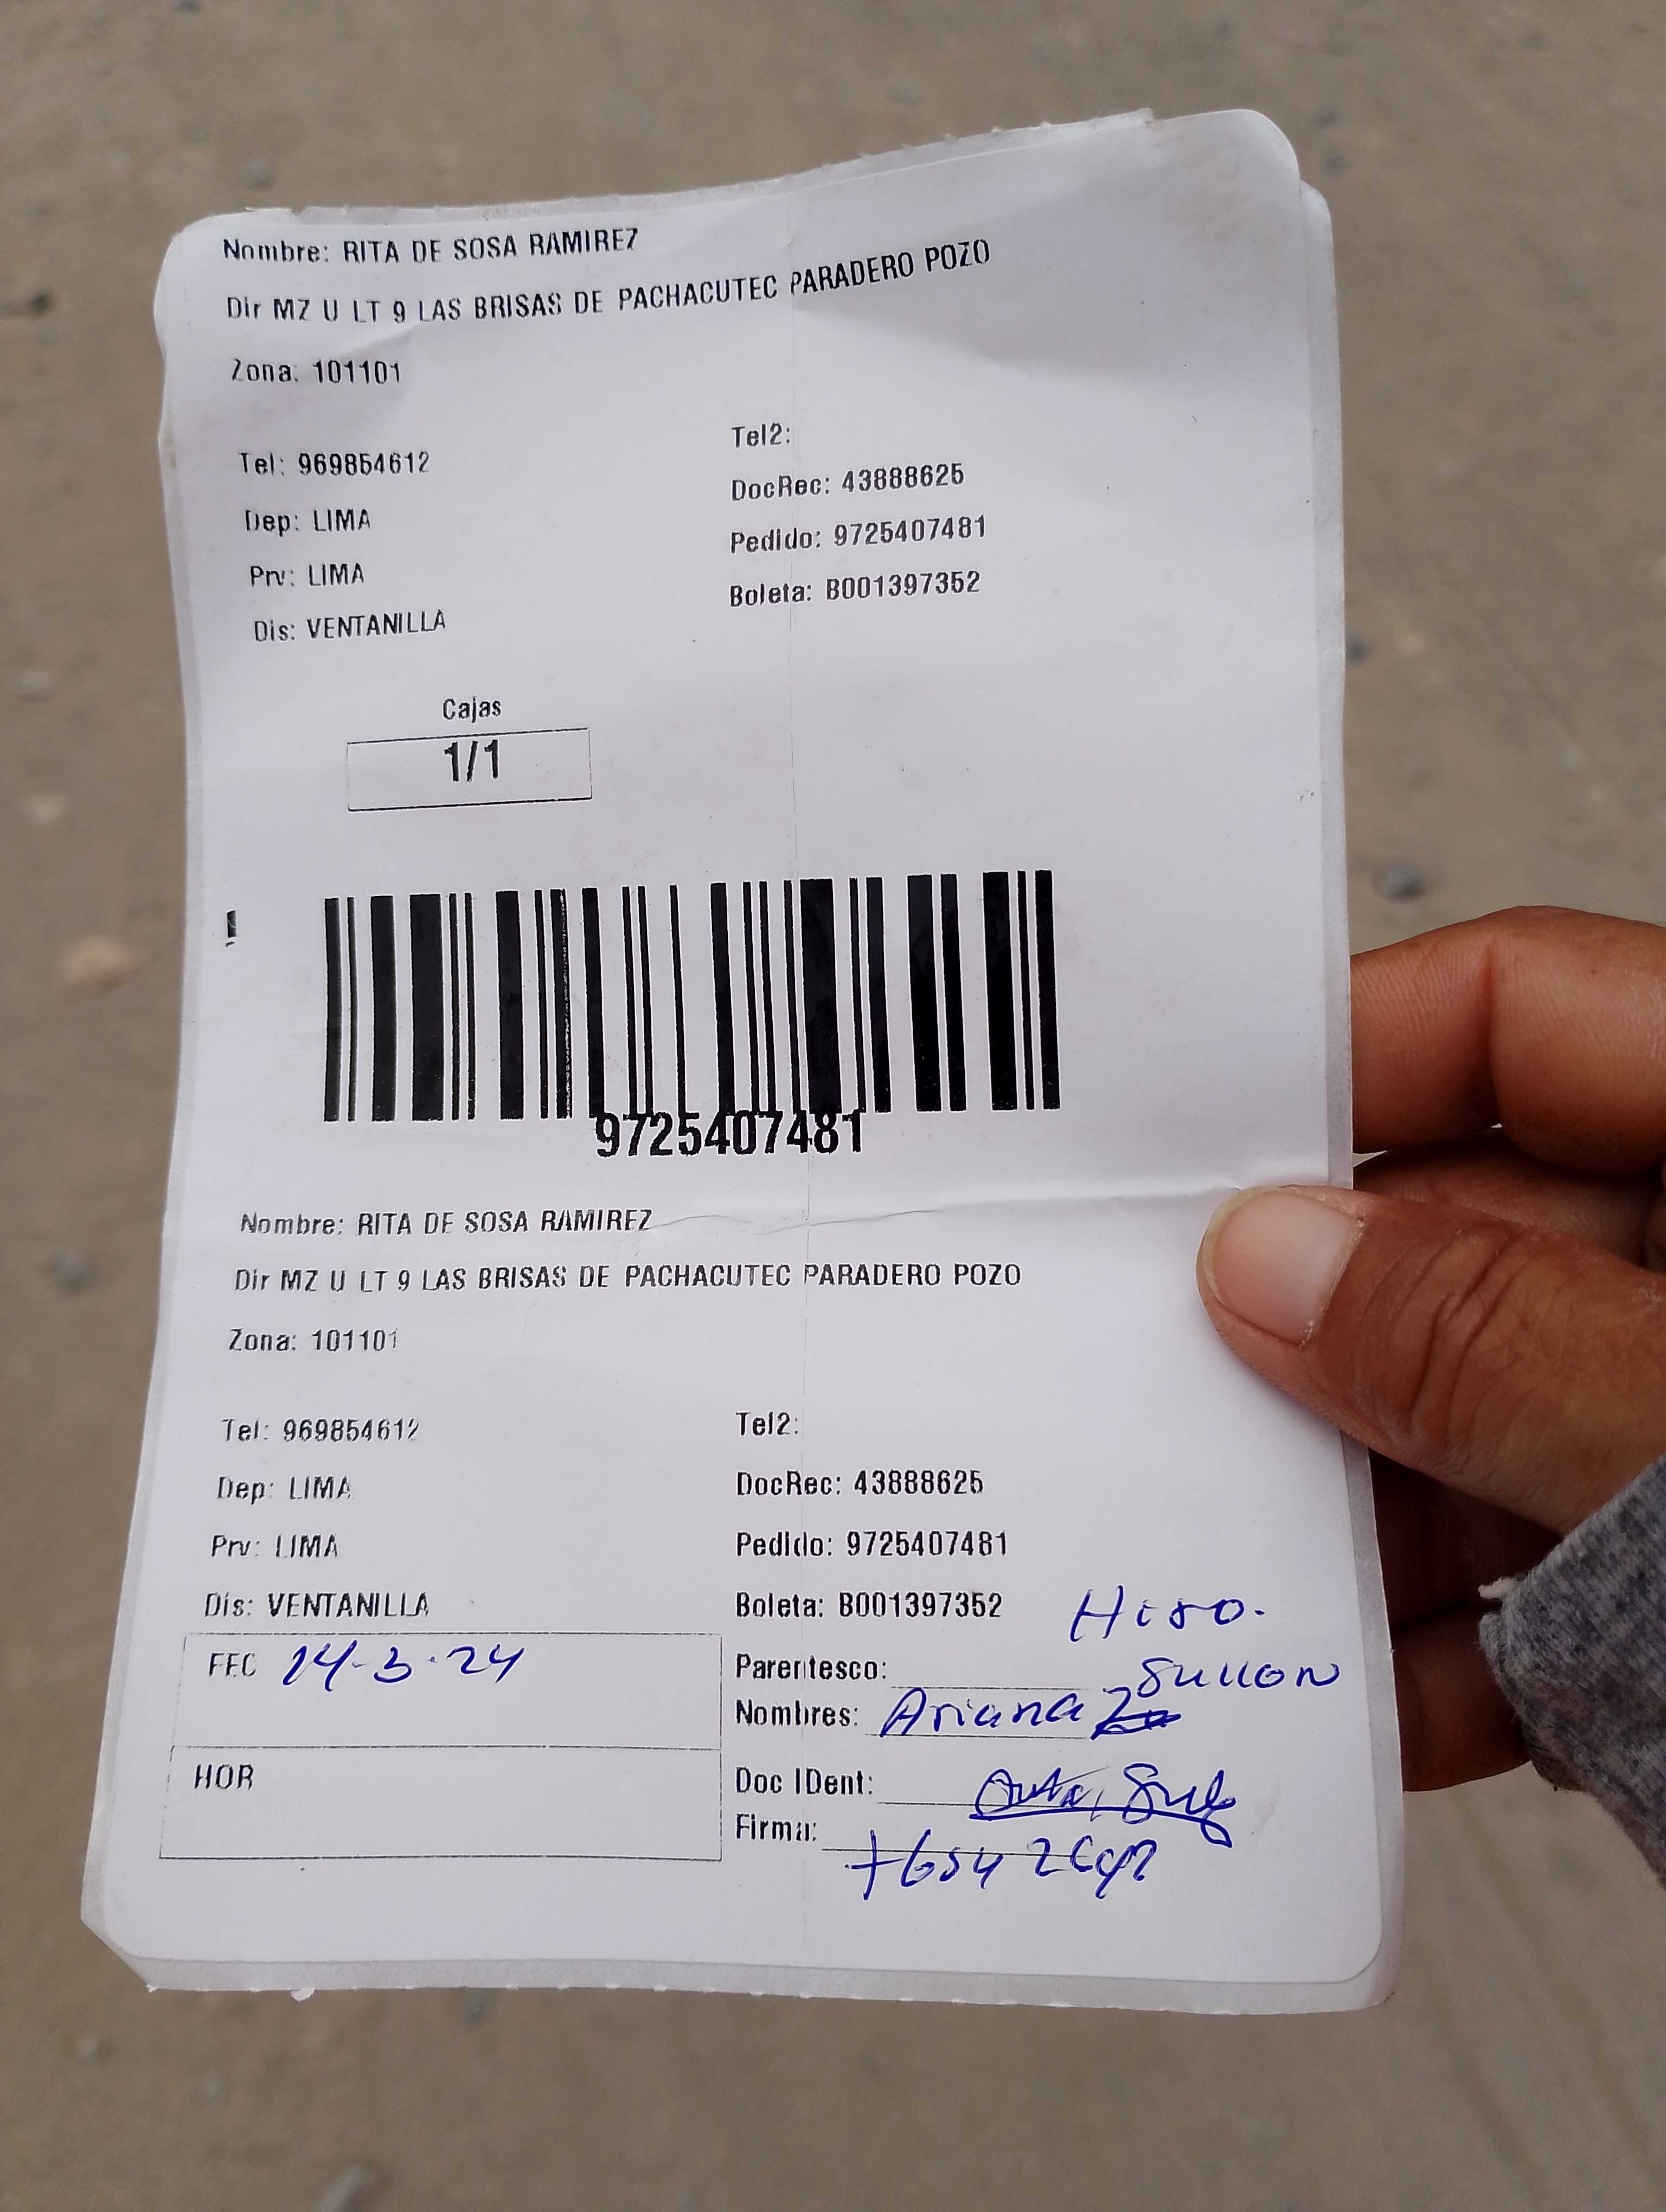 Nombre: RITA DE SOSA RAMIREZ
Dir MZ U LT 9 LAS BRISAS DE PACHACUTEC PARADERO POZO
Zona: 101101
Tel: 969854612
Tel2:
DocRec: 43888625
Dep: LIMA
Pedido: 9725407481
Prv: LIMA
Boleta: B001397352
Dis: VENTANILLA
Cajas
1/1
9725407481
Nombre: RITA DE SOSA RAMIREZ
Dir MZ U LT 9 LAS BRISAS DE PACHACUTEC PARADERO POZO
Zona: 101101
Tel: 969854612
Tel2:
Dep: LIMA
DocRec: 43888625
Prv: LIMA
Pedido: 9725407481
Dis: VENTANILLA
Boleta: B001397352
FEC 14-3-24
Parentesco:
Sullon
Nombres: Ariana
HOR
Doc IDent:
Firma: